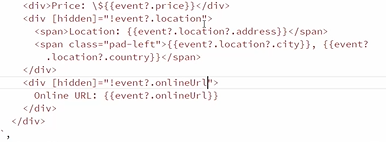 <div>Price: \${{event?.price}}</div>
<div [hidden]="!event?.location">
<span>Location: {{event?.location?.address}}</span>
<span class="pad-left">{{event?.location?.city}}, {{event?
.location?.country}}</span>
</div>
<div [hidden]="!event?.onlineUrl">
Online URL: {{event?.onlineUrl}}
</div>
</div>
`,